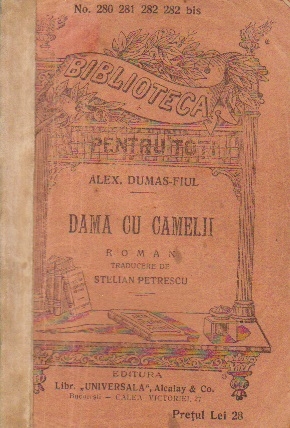 No. 280 281 282 282 bis
BIBLIOTECA
PENTRU TOȚI
ALEX. DUMAS-FIUL
DAMA CU CAMELII
ROMAN
TRADUCERE DE
STELIAN PETRESCU
EDITURA
Libr. „UNIVERSALA", Alcalay & Co.
București — CALEA VICTORIEI, 27
Prețul Lei 28